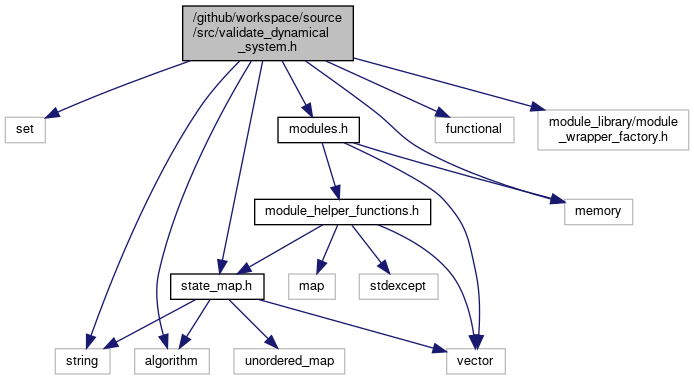 /github/workspace/source
/src/validate_dynamical
_system.h
set
modules.h
functional
module_library/module
_wrapper_factory.h
module_helper_functions.h
memory
state_map.h
map
stdexcept
string
algorithm
unordered_map
vector